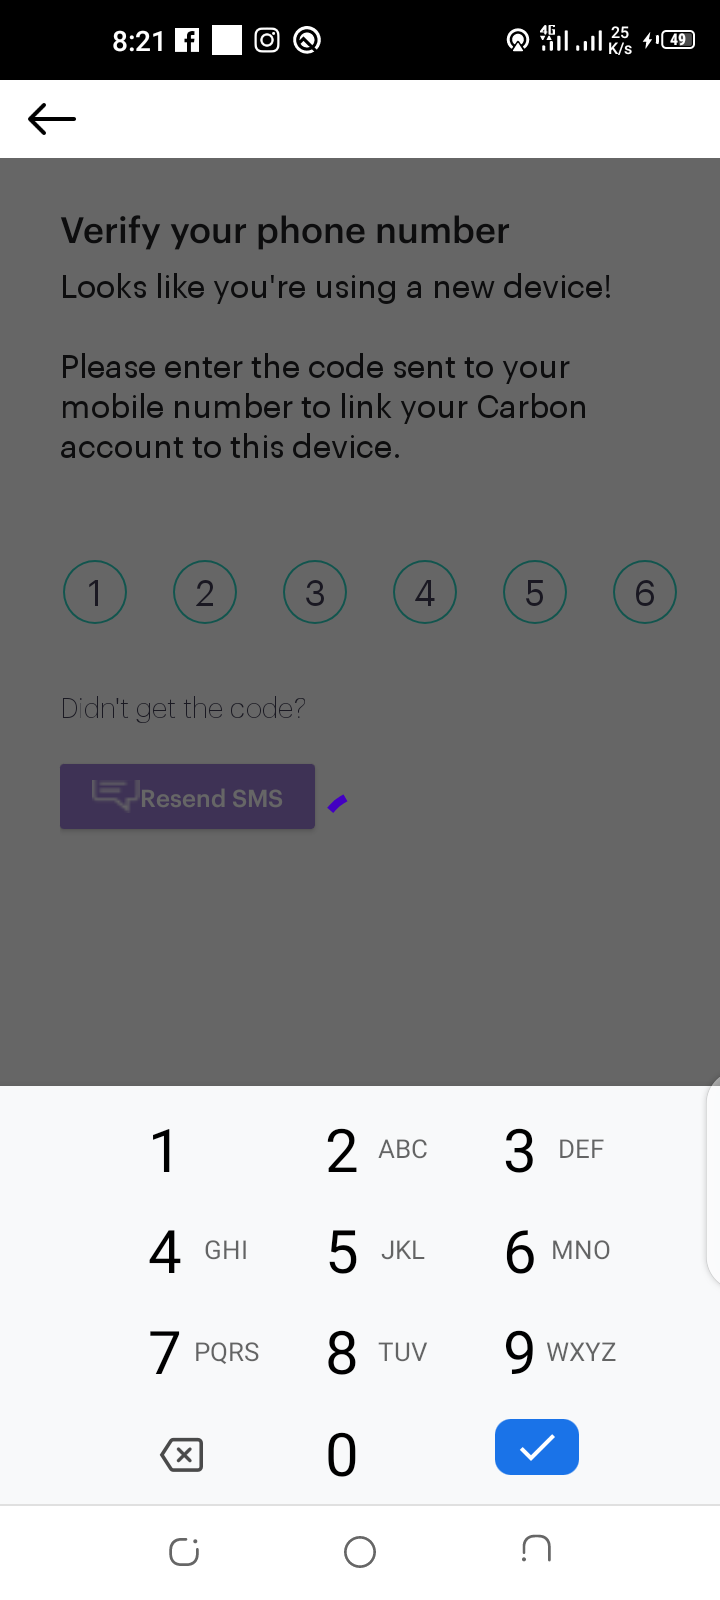 8:21
4G
25
K/s
49
Verify your phone number
Looks like you're using a new device!
Please enter the code sent to your
mobile number to link your Carbon
account to this device.
1 2 3 4 5 6
Didn't get the code?
Resend SMS
1 2 ABC 3 DEF
4 GHI 5 JKL 6 MNO
7 PQRS 8 TUV 9 WXYZ
0